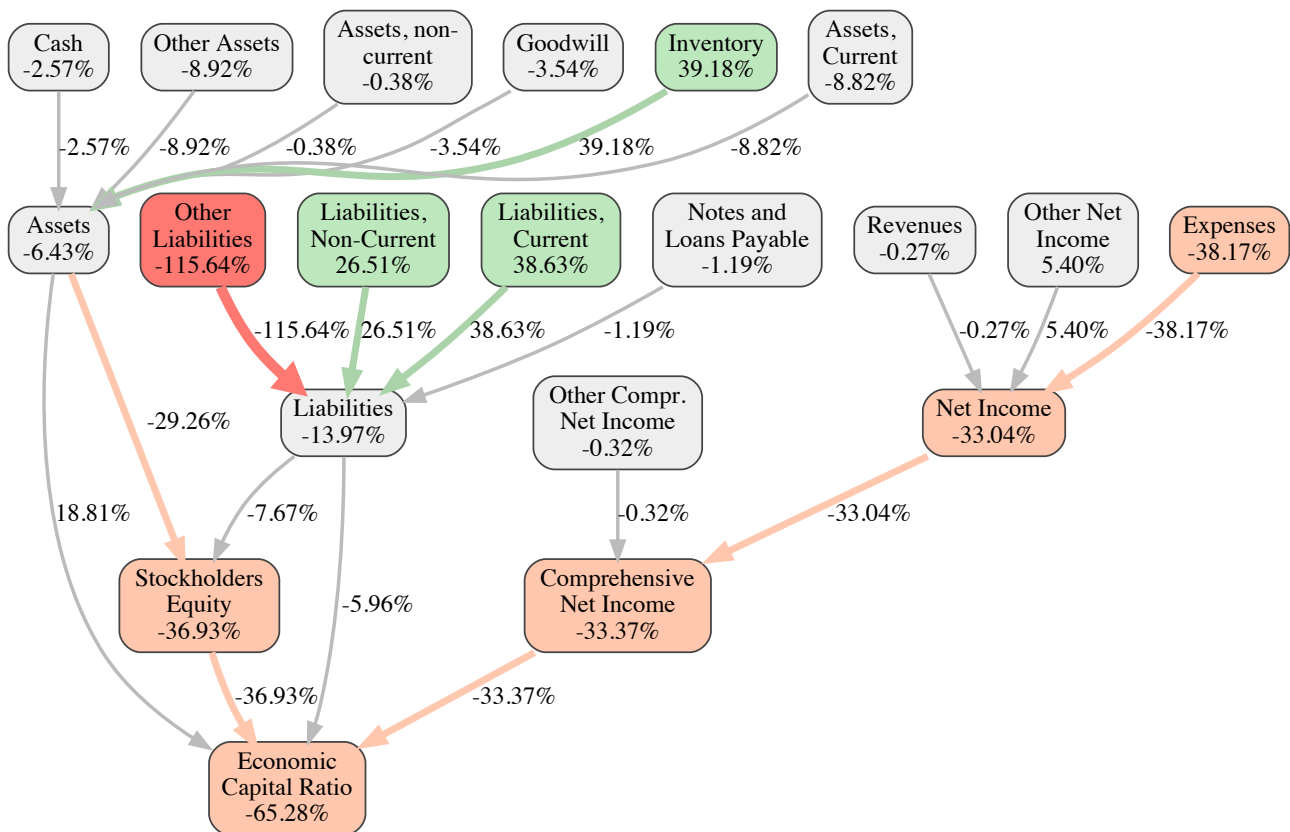 Cash
-2.57%
Other Assets
-8.92%
Assets, non-
current
-0.38%
Goodwill
-3.54%
Inventory
39.18%
Assets,
Current
-8.82%
-2.57%
-8.92%
-0.38%
-3.54%
39.18%
-8.82%
Assets
-6.43%
Other
Liabilities
-115.64%
Liabilities,
Non-Current
26.51%
Liabilities,
Current
38.63%
Notes and
Loans Payable
-1.19%
Revenues
-0.27%
Other Net
Income
5.40%
Expenses
-38.17%
-115.64%
26.51%
38.63%
-1.19%
-0.27%
5.40%
-38.17%
-29.26%
Liabilities
-13.97%
Other Compr.
Net Income
-0.32%
Net Income
-33.04%
18.81%
-7.67%
-0.32%
-33.04%
Stockholders
Equity
-36.93%
-5.96%
Comprehensive
Net Income
-33.37%
-36.93%
-33.37%
Economic
Capital Ratio
-65.28%